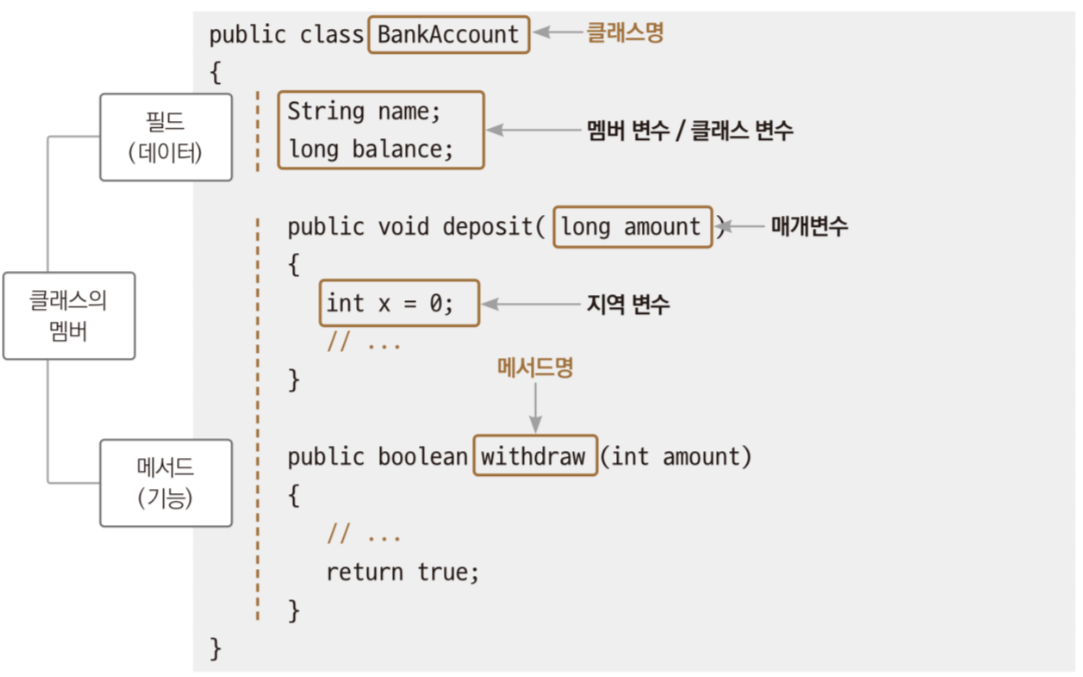 public class BankAccount 클래스명
{
필드
(데이터)
String name;
long balance;
멤버 변수 / 클래스 변수
public void deposit( long amount ) 매개변수
{
클래스의
멤버
int x = 0; 지역 변수
// ...
}
메서드명
메서드
(기능)
public boolean withdraw (int amount)
{
// ...
return true;
}
}